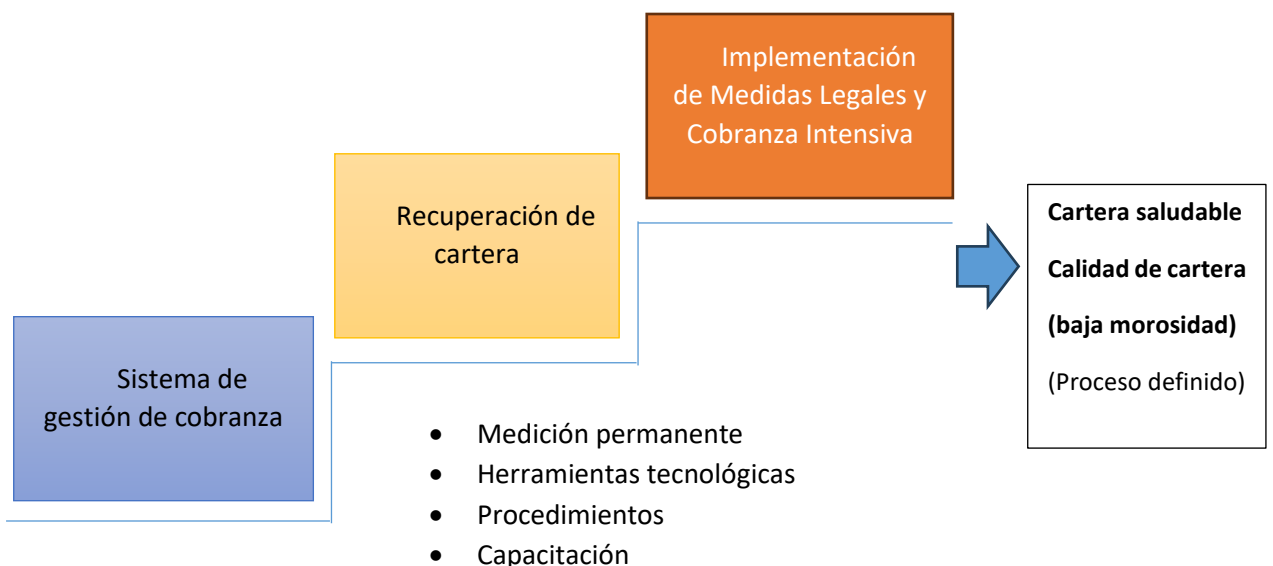 Implementación
de Medidas Legales y
Cobranza Intensiva
Recuperación de
cartera
Cartera saludable
Calidad de cartera
(baja morosidad)
(Proceso definido)
Sistema de
gestión de cobranza
• Medición permanente
• Herramientas tecnológicas
• Procedimientos
• Capacitación